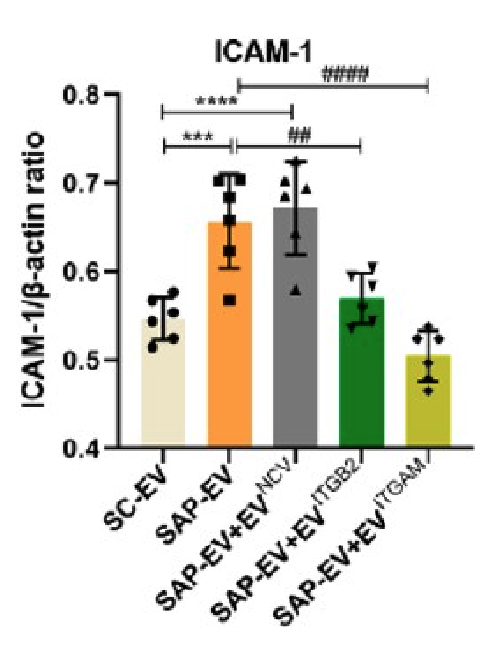 ICAM-1
####
****
*** ##
ICAM-1/β-actin ratio
0.8
0.7
0.6
0.5
0.4
SC-EV
SAP-EV
SAP-EV+EV^NCV
SAP-EV+EV^ITGB2
SAP-EV+EV^ITGAM